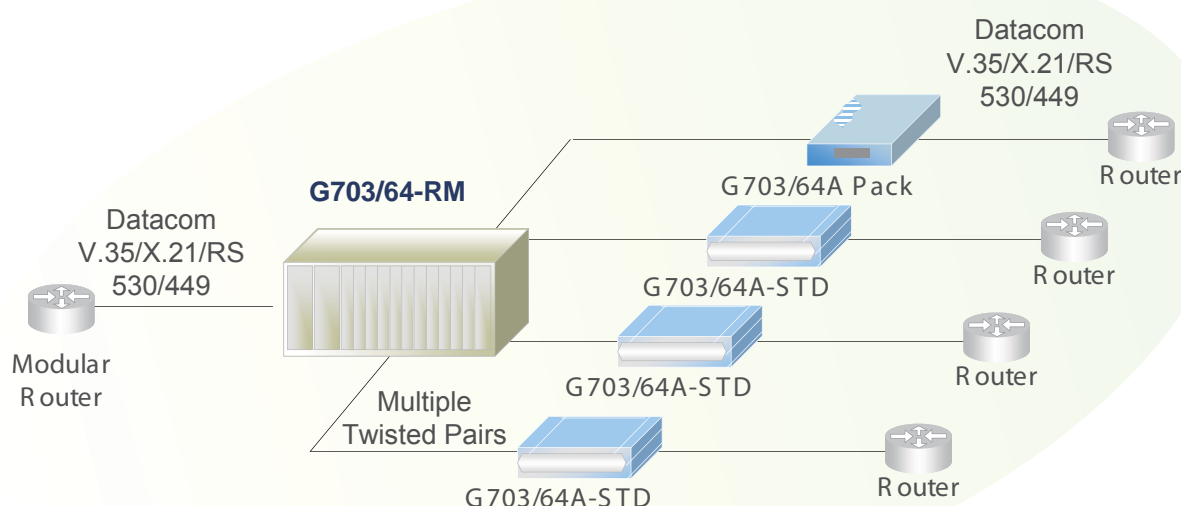 Datacom
V.35/X.21/RS
530/449
Router
G703/64A Pack
G703/64-RM
Datacom
V.35/X.21/RS
530/449
Router
G703/64A-STD
Modular
Router
Router
G703/64A-STD
Multiple
Twisted Pairs
Router
G703/64A-STD